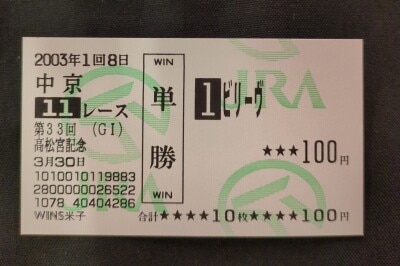 2003年1回8日
中京
11レース
第33回 (GⅠ)
高松宮記念
3月30日
1010010119883
2800000026522
1078 40404286
WINS米子
WIN
単勝
WIN
1 ビリーヴ
JRA
★★★100円
合計★★★★10枚★★★★100円
JRA